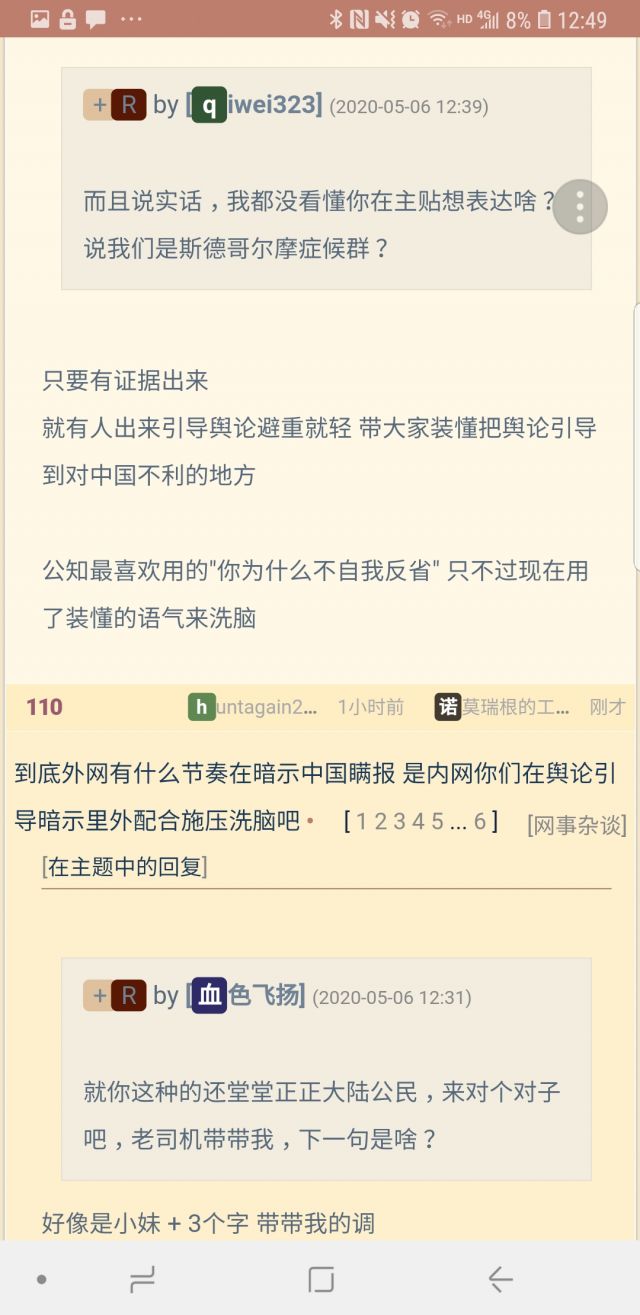 HD 4G 8% 12:49
+ R by [qiwei323] (2020-05-06 12:39)
而且说实话，我都没看懂你在主贴想表达啥？
说我们是斯德哥尔摩症候群？
只要有证据出来
就有人出来引导舆论避重就轻 带大家装懂把舆论引导
到对中国不利的地方
公知最喜欢用的"你为什么不自我反省" 只不过现在用
了装懂的语气来洗脑
110 huntagain2... 1小时前 诺莫瑞根的工... 刚才
到底外网有什么节奏在暗示中国瞒报 是内网你们在舆论引
导暗示里外配合施压洗脑吧 • [ 1 2 3 4 5 ... 6 ] [网事杂谈]
[在主题中的回复]
+ R by [血色飞扬] (2020-05-06 12:31)
就你这种的还堂堂正正大陆公民，来对个对子
吧，老司机带带我，下一句是啥？
好像是小妹 + 3个字 带带我的调